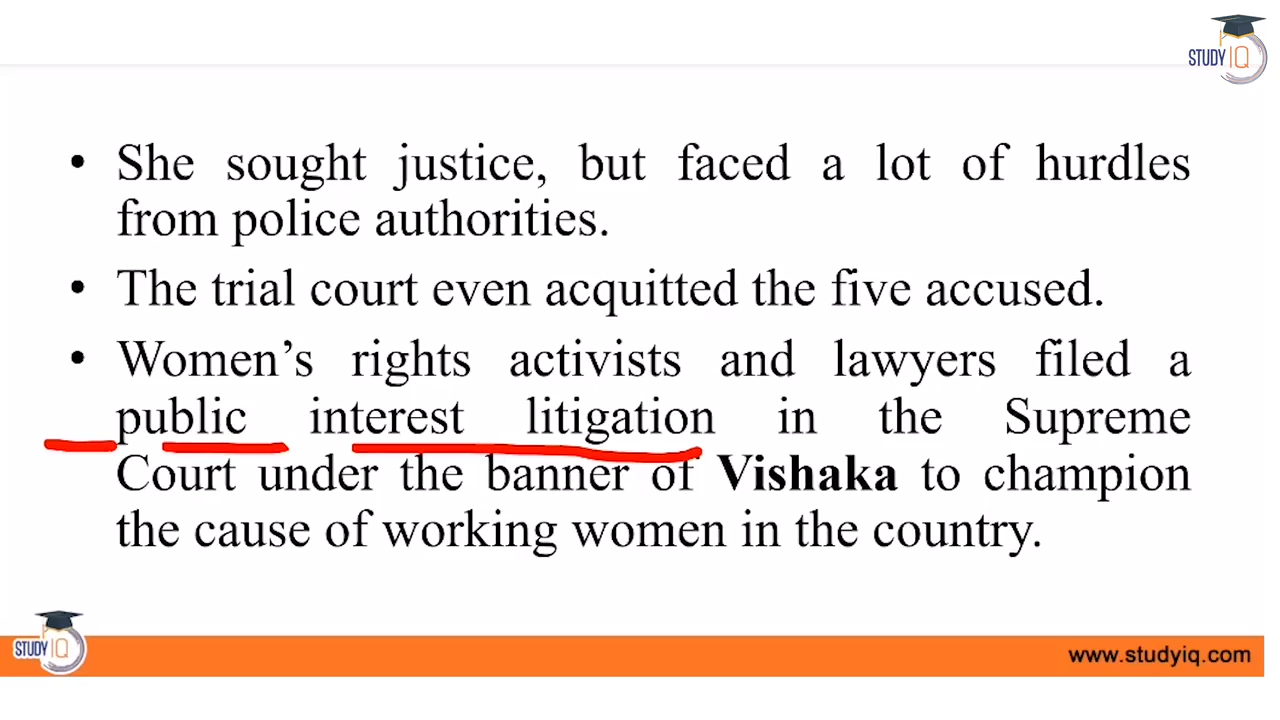 STUDY IQ
• She sought justice, but faced a lot of hurdles
from police authorities.
• The trial court even acquitted the five accused.
• Women’s rights activists and lawyers filed a
public interest litigation in the Supreme
Court under the banner of Vishaka to champion
the cause of working women in the country.
STUDY IQ
www.studyiq.com